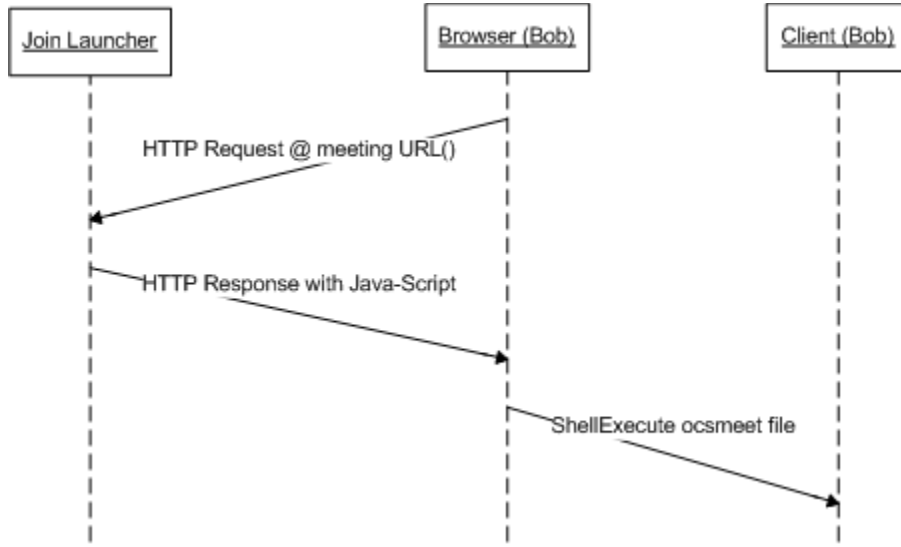 Join Launcher
Browser (Bob)
Client (Bob)
HTTP Request @ meeting URL()
HTTP Response with Java-Script
ShellExecute ocsmeet file